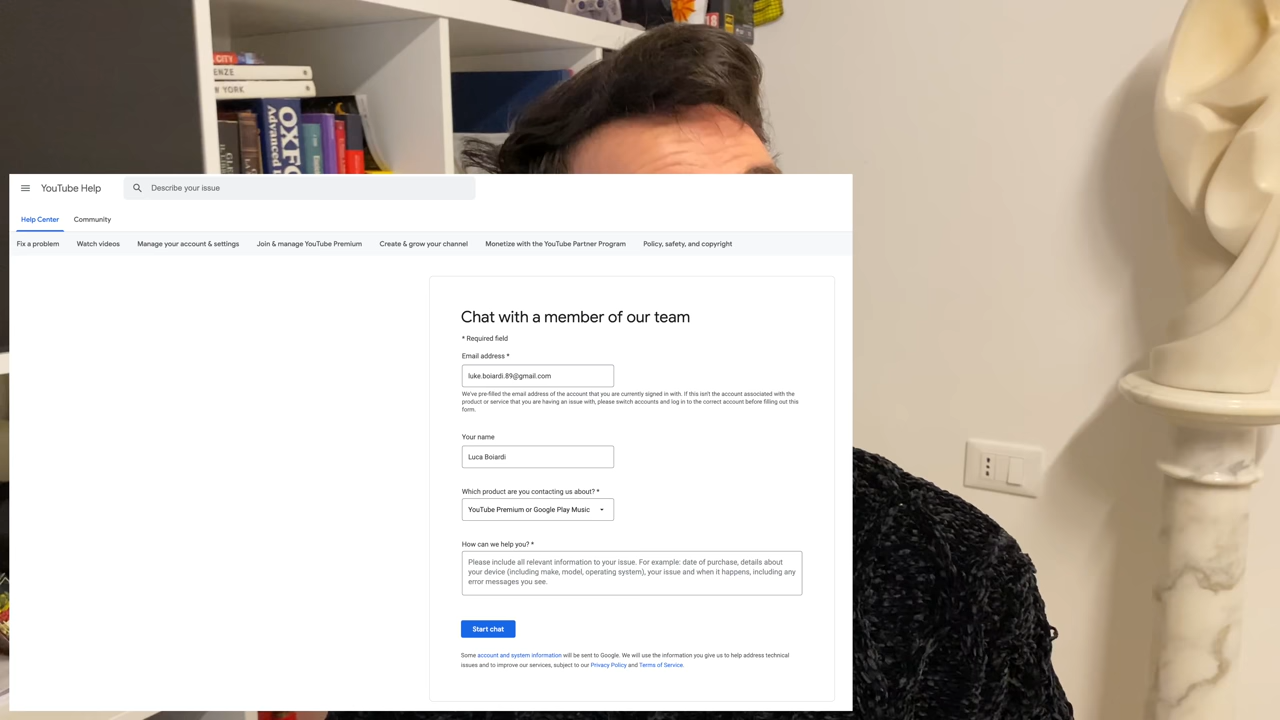 CITY
ENZE
YORK
OXFO
Advanced
18
YouTube Help
Describe your issue
Help Center Community
Fix a problem Watch videos Manage your account & settings Join & manage YouTube Premium Create & grow your channel Monetize with the YouTube Partner Program Policy, safety, and copyright
Chat with a member of our team
* Required field
Email address *
luke.boiardi.89@gmail.com
We've pre-filled the email address of the account that you are currently signed in with. If this isn't the account associated with the
product or service that you are having an issue with, please switch accounts and log in to the correct account before filling out this
form.
Your name
Luca Boiardi
Which product are you contacting us about? *
YouTube Premium or Google Play Music
How can we help you? *
Please include all relevant information to your issue. For example: date of purchase, details about
your device (including make, model, operating system), your issue and when it happens, including any
error messages you see.
Start chat
Some account and system information will be sent to Google. We will use the information you give us to help address technical
issues and to improve our services, subject to our Privacy Policy and Terms of Service.